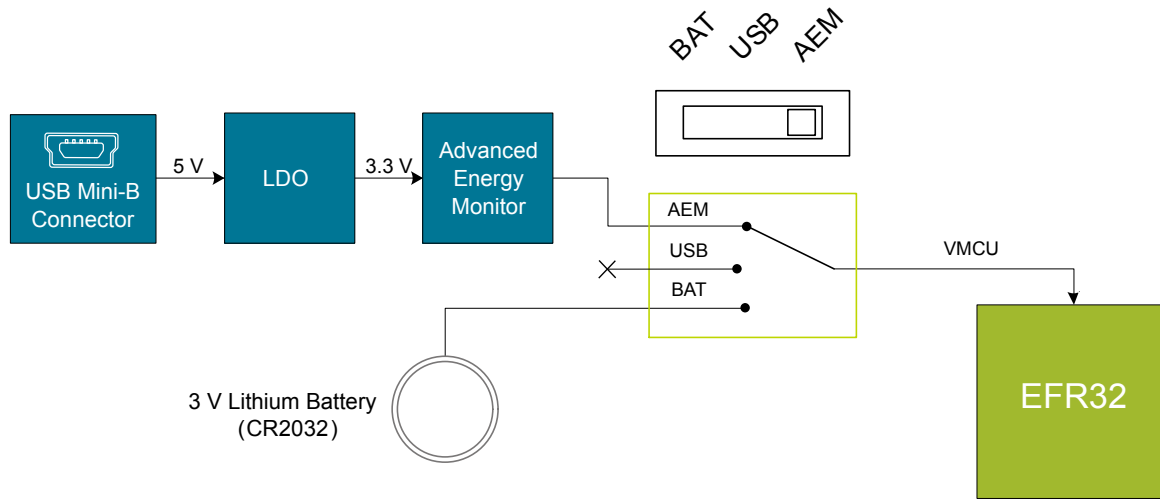 BAT
USB
AEM
USB Mini-B
Connector
5 V
LDO
3.3 V
Advanced
Energy
Monitor
AEM
USB
BAT
VMCU
3 V Lithium Battery
(CR2032)
EFR32